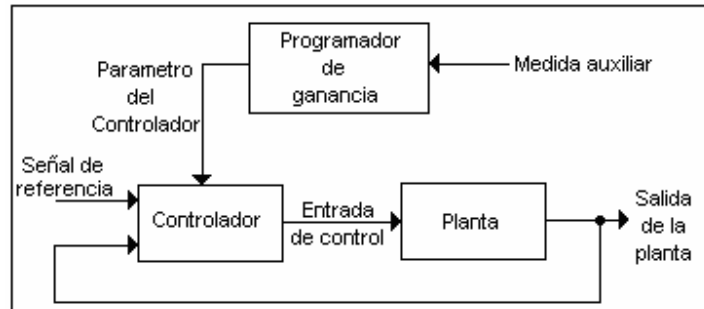 Programador
de
ganancia
Medida auxiliar
Parametro
del
Controlador
Señal de
referencia
Controlador
Entrada
de control
Planta
Salida
de la
planta